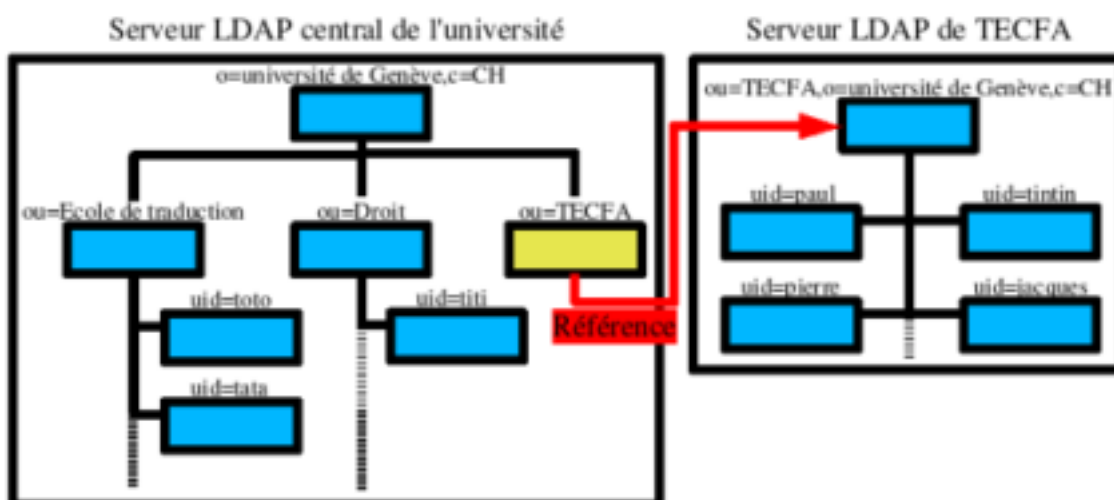 Serveur LDAP central de l'université
o=université de Genève,c=CH
ou=Ecole de traduction
ou=Droit
ou=TECFA
uid=toto
uid=titi
uid=tata
Référence
Serveur LDAP de TECFA
ou=TECFA,o=université de Genève,c=CH
uid=paul
uid=tintin
uid=pierre
uid=jacques